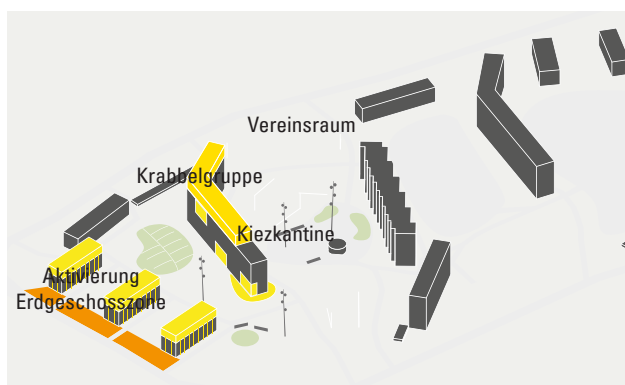 Vereinsraum
Krabbelgruppe
Kiezkantine
Aktivierung
Erdgeschosszone